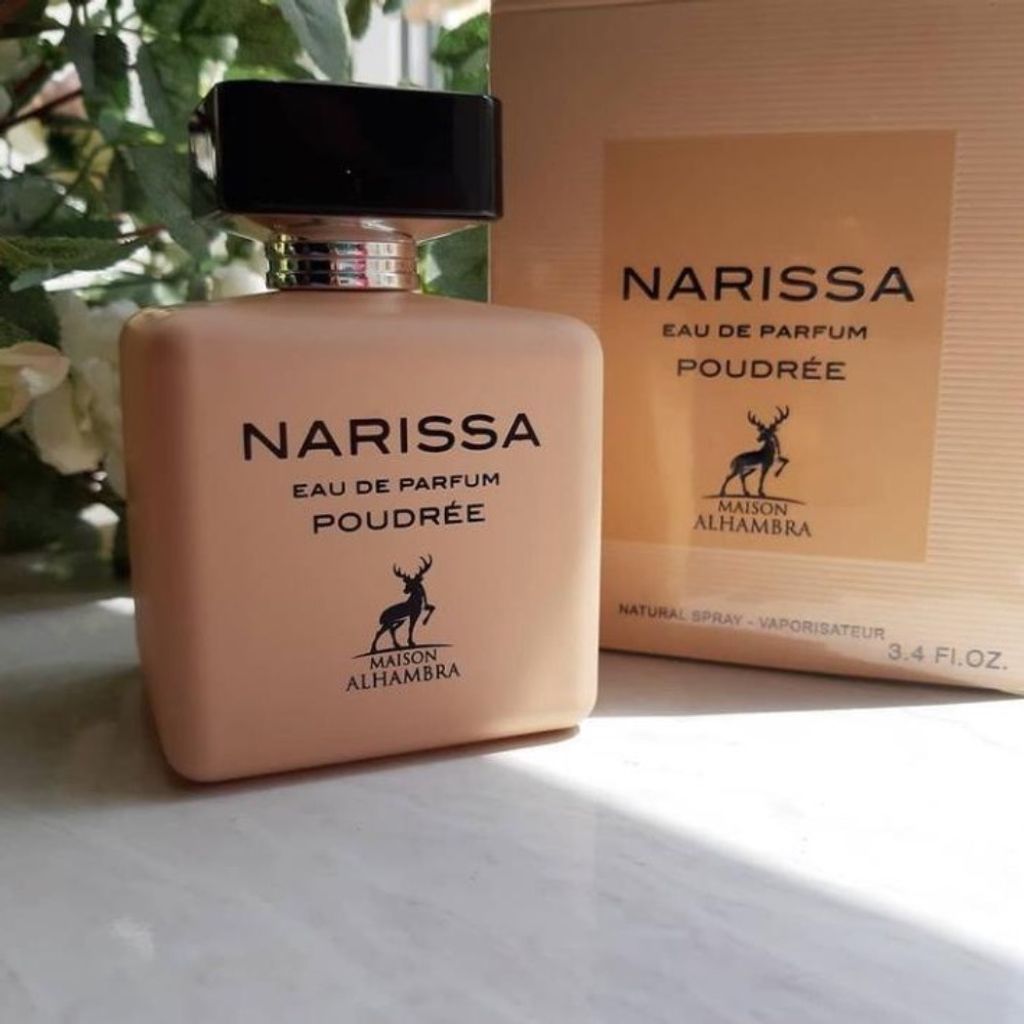 NARISSA
EAU DE PARFUM
POUDRÉE
MAISON
ALHAMBRA
NARISSA
EAU DE PARFUM
POUDRÉE
MAISON
ALHAMBRA
NATURAL SPRAY - VAPORISATEUR
3.4 Fl.OZ.